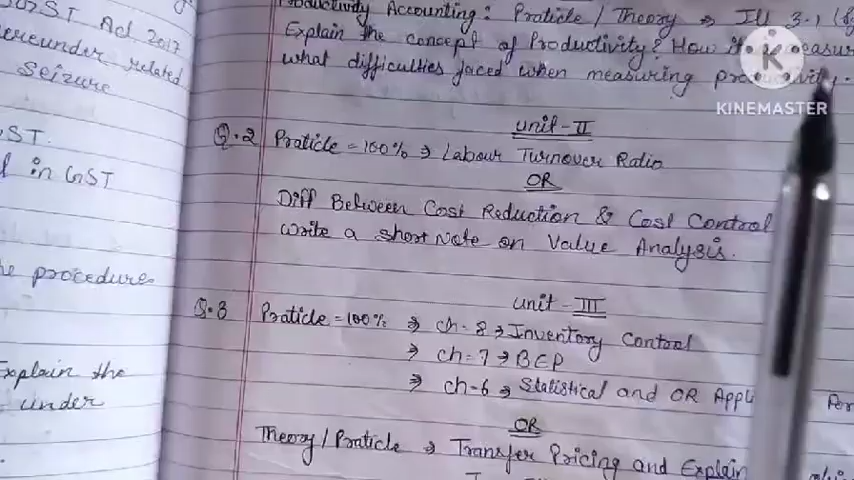 GST Act 2017
hereunder related
Seizure
GST.
in GST
procedure
Explain the
under
Productivity Accounting: Praticle / Theory → Ill 3.1
Explain the concept of Productivity? How it measur
what difficulties faced when measuring productivity.
KINEMASTER
Unit-II
Q.2 Praticle = 100% → Labour Turnover Ratio
OR
Diff Between Cost Reduction & Cost Control
write a short Note on Value Analysis.
Unit-III
Q.3 Praticle = 100% → ch-8 → Inventory Control
→ ch-7 → BEP
→ ch-6 → Statistical and OR Appl
OR
Theory/Praticle → Transfer Pricing and Explain